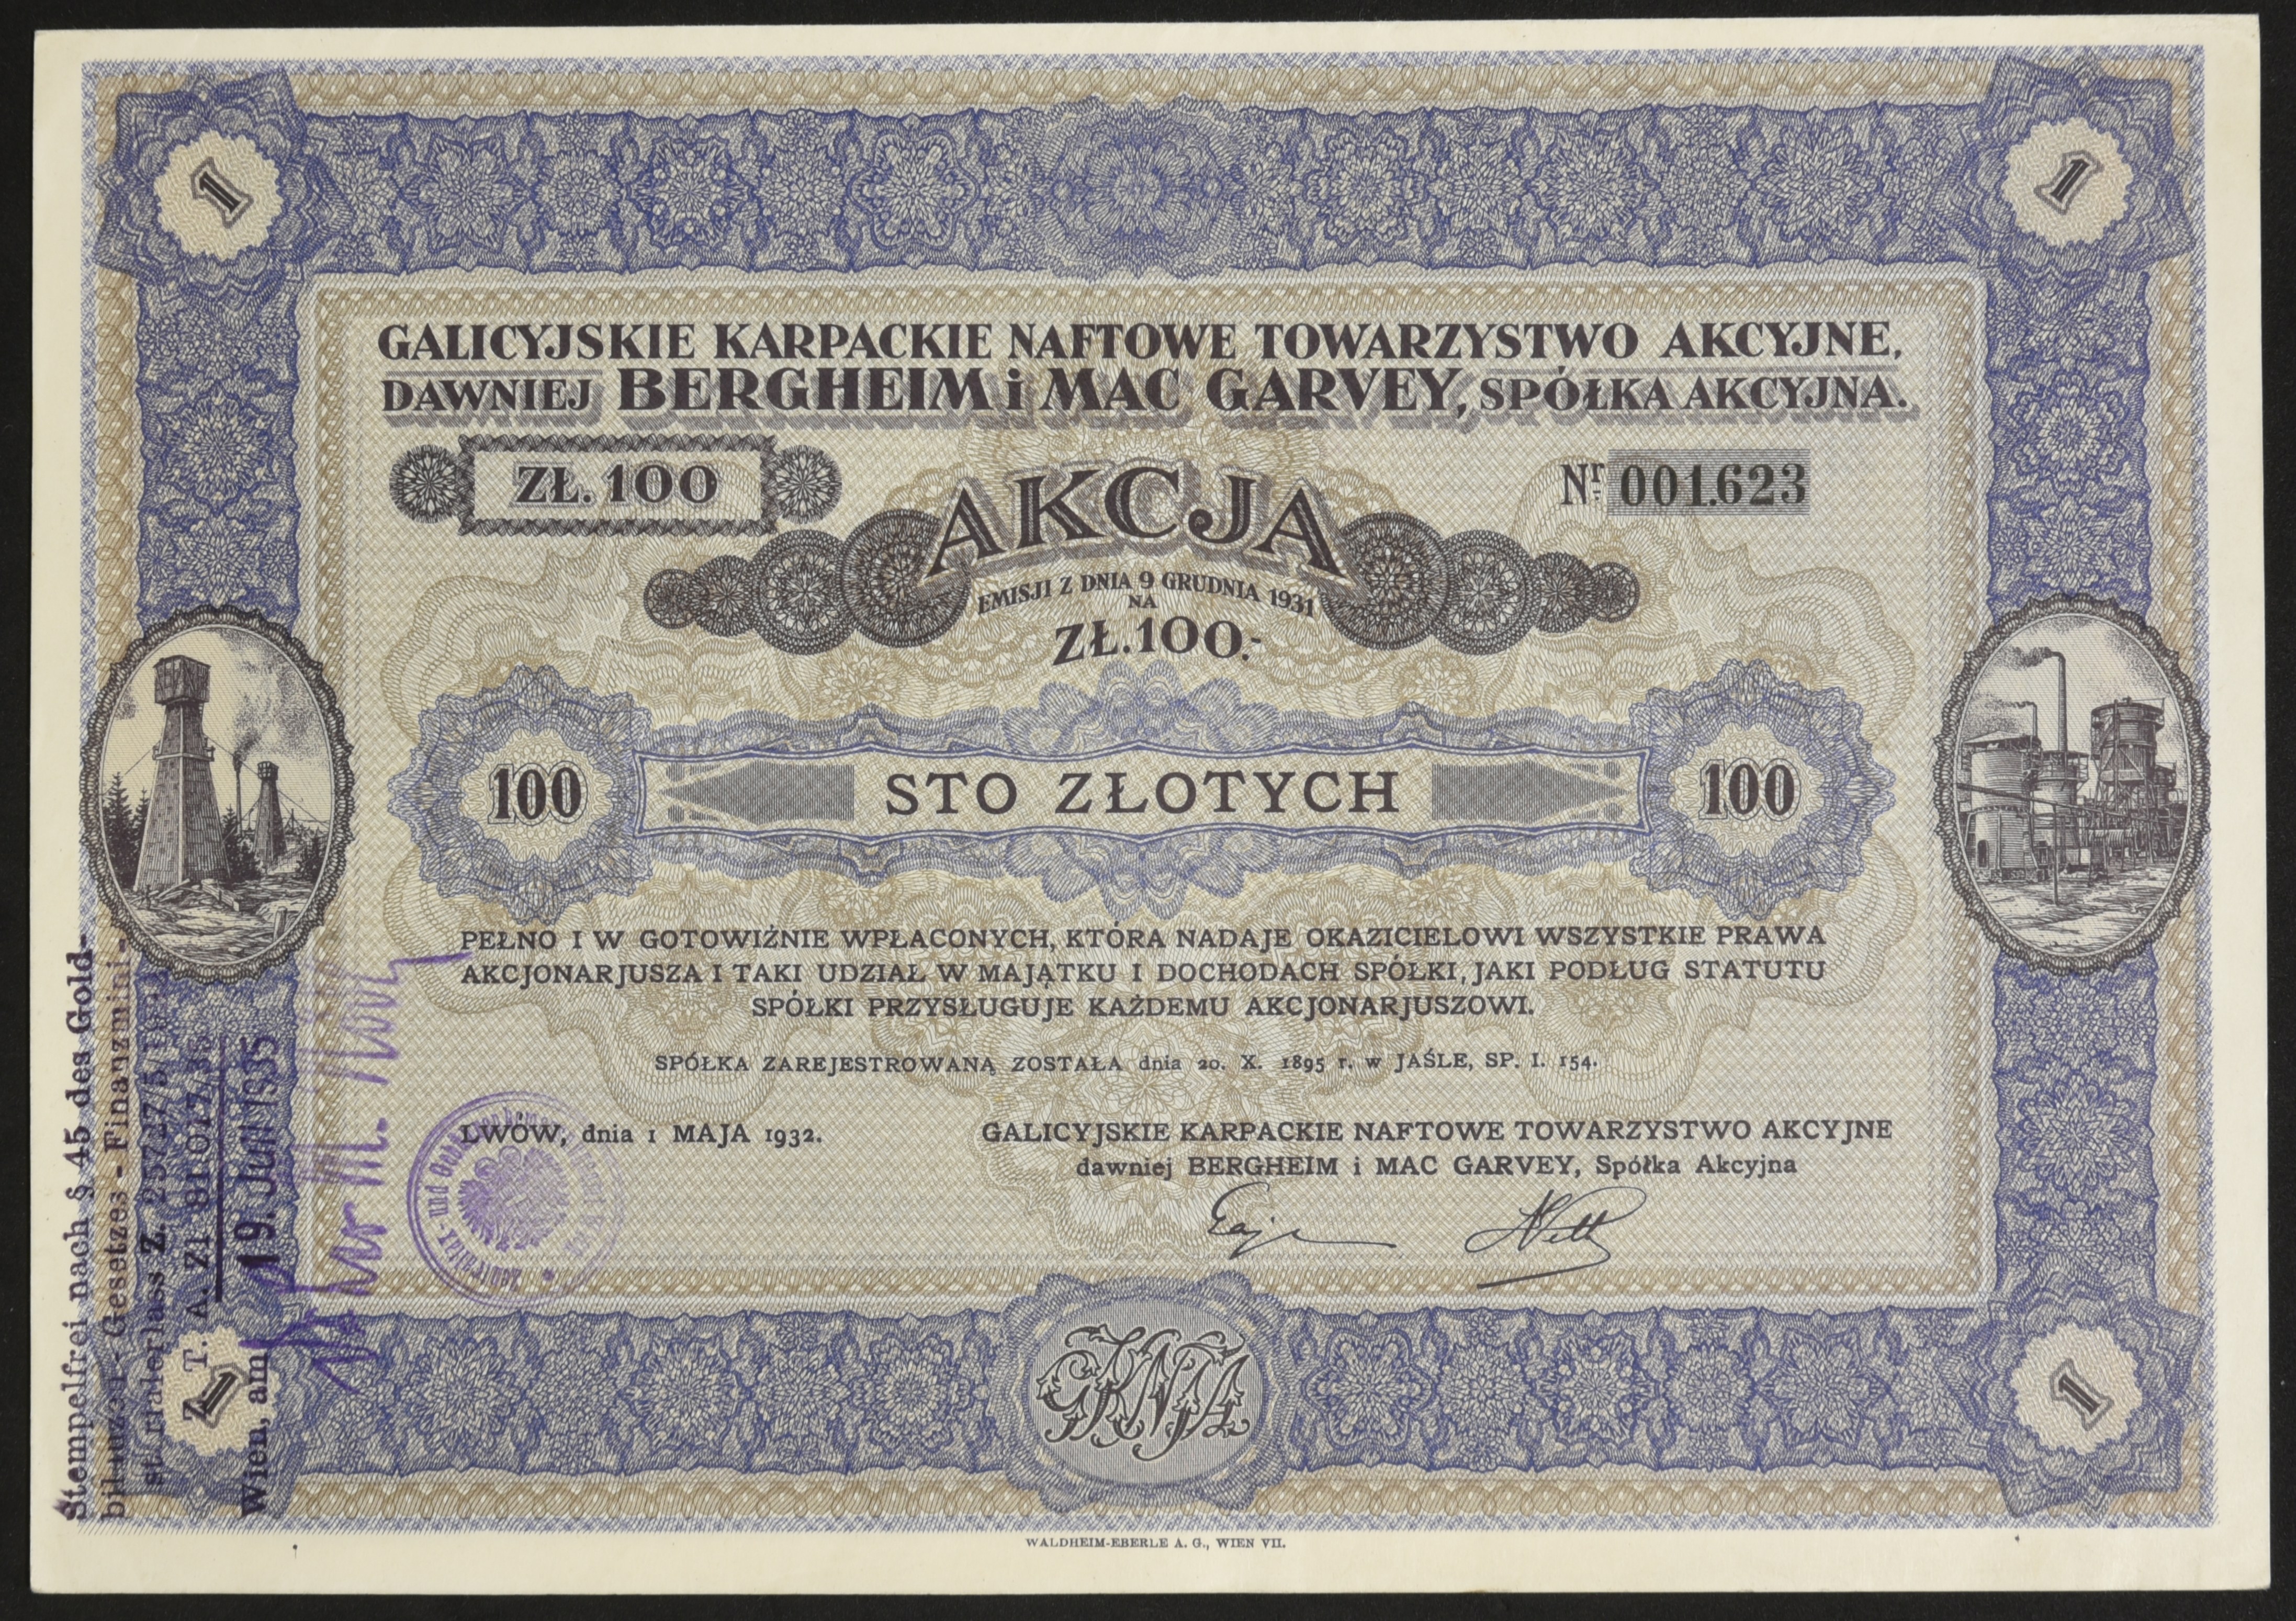 1
1
GALICYJSKIE KARPACKIE NAFTOWE TOWARZYSTWO AKCYJNE,
DAWNIEJ BERGHEIM i MAC GARVEY, SPÓŁKA AKCYJNA.
ZŁ. 100
Nr. 001.623
AKCJA
EMISJI Z DNIA 9 GRUDNIA 1931
NA
ZŁ. 100.-
100
STO ZŁOTYCH
100
PEŁNO I W GOTOWIŹNIE WPŁACONYCH, KTÓRA NADAJE OKAZICIELOWI WSZYSTKIE PRAWA
AKCJONARJUSZA I TAKI UDZIAŁ W MAJĄTKU I DOCHODACH SPÓŁKI, JAKI PODŁUG STATUTU
SPÓŁKI PRZYSŁUGUJE KAŻDEMU AKCJONARJUSZOWI.
SPÓŁKA ZAREJESTROWANĄ ZOSTAŁA dnia 20. X. 1895 r. w JAŚLE, SP. I. 154.
LWÓW, dnia 1 MAJA 1932.
GALICYJSKIE KARPACKIE NAFTOWE TOWARZYSTWO AKCYJNE
dawniej BERGHEIM i MAC GARVEY, Spółka Akcyjna
GKNTA
1
1
WALDHEIM-EBERLE A. G., WIEN VII.
Stempelfrei nach § 45 des Gold-
bilanzen-Gesetzes - Finanzmini-
Z.
Z. T. A. Zl
Wien, am 19. Juni 1935